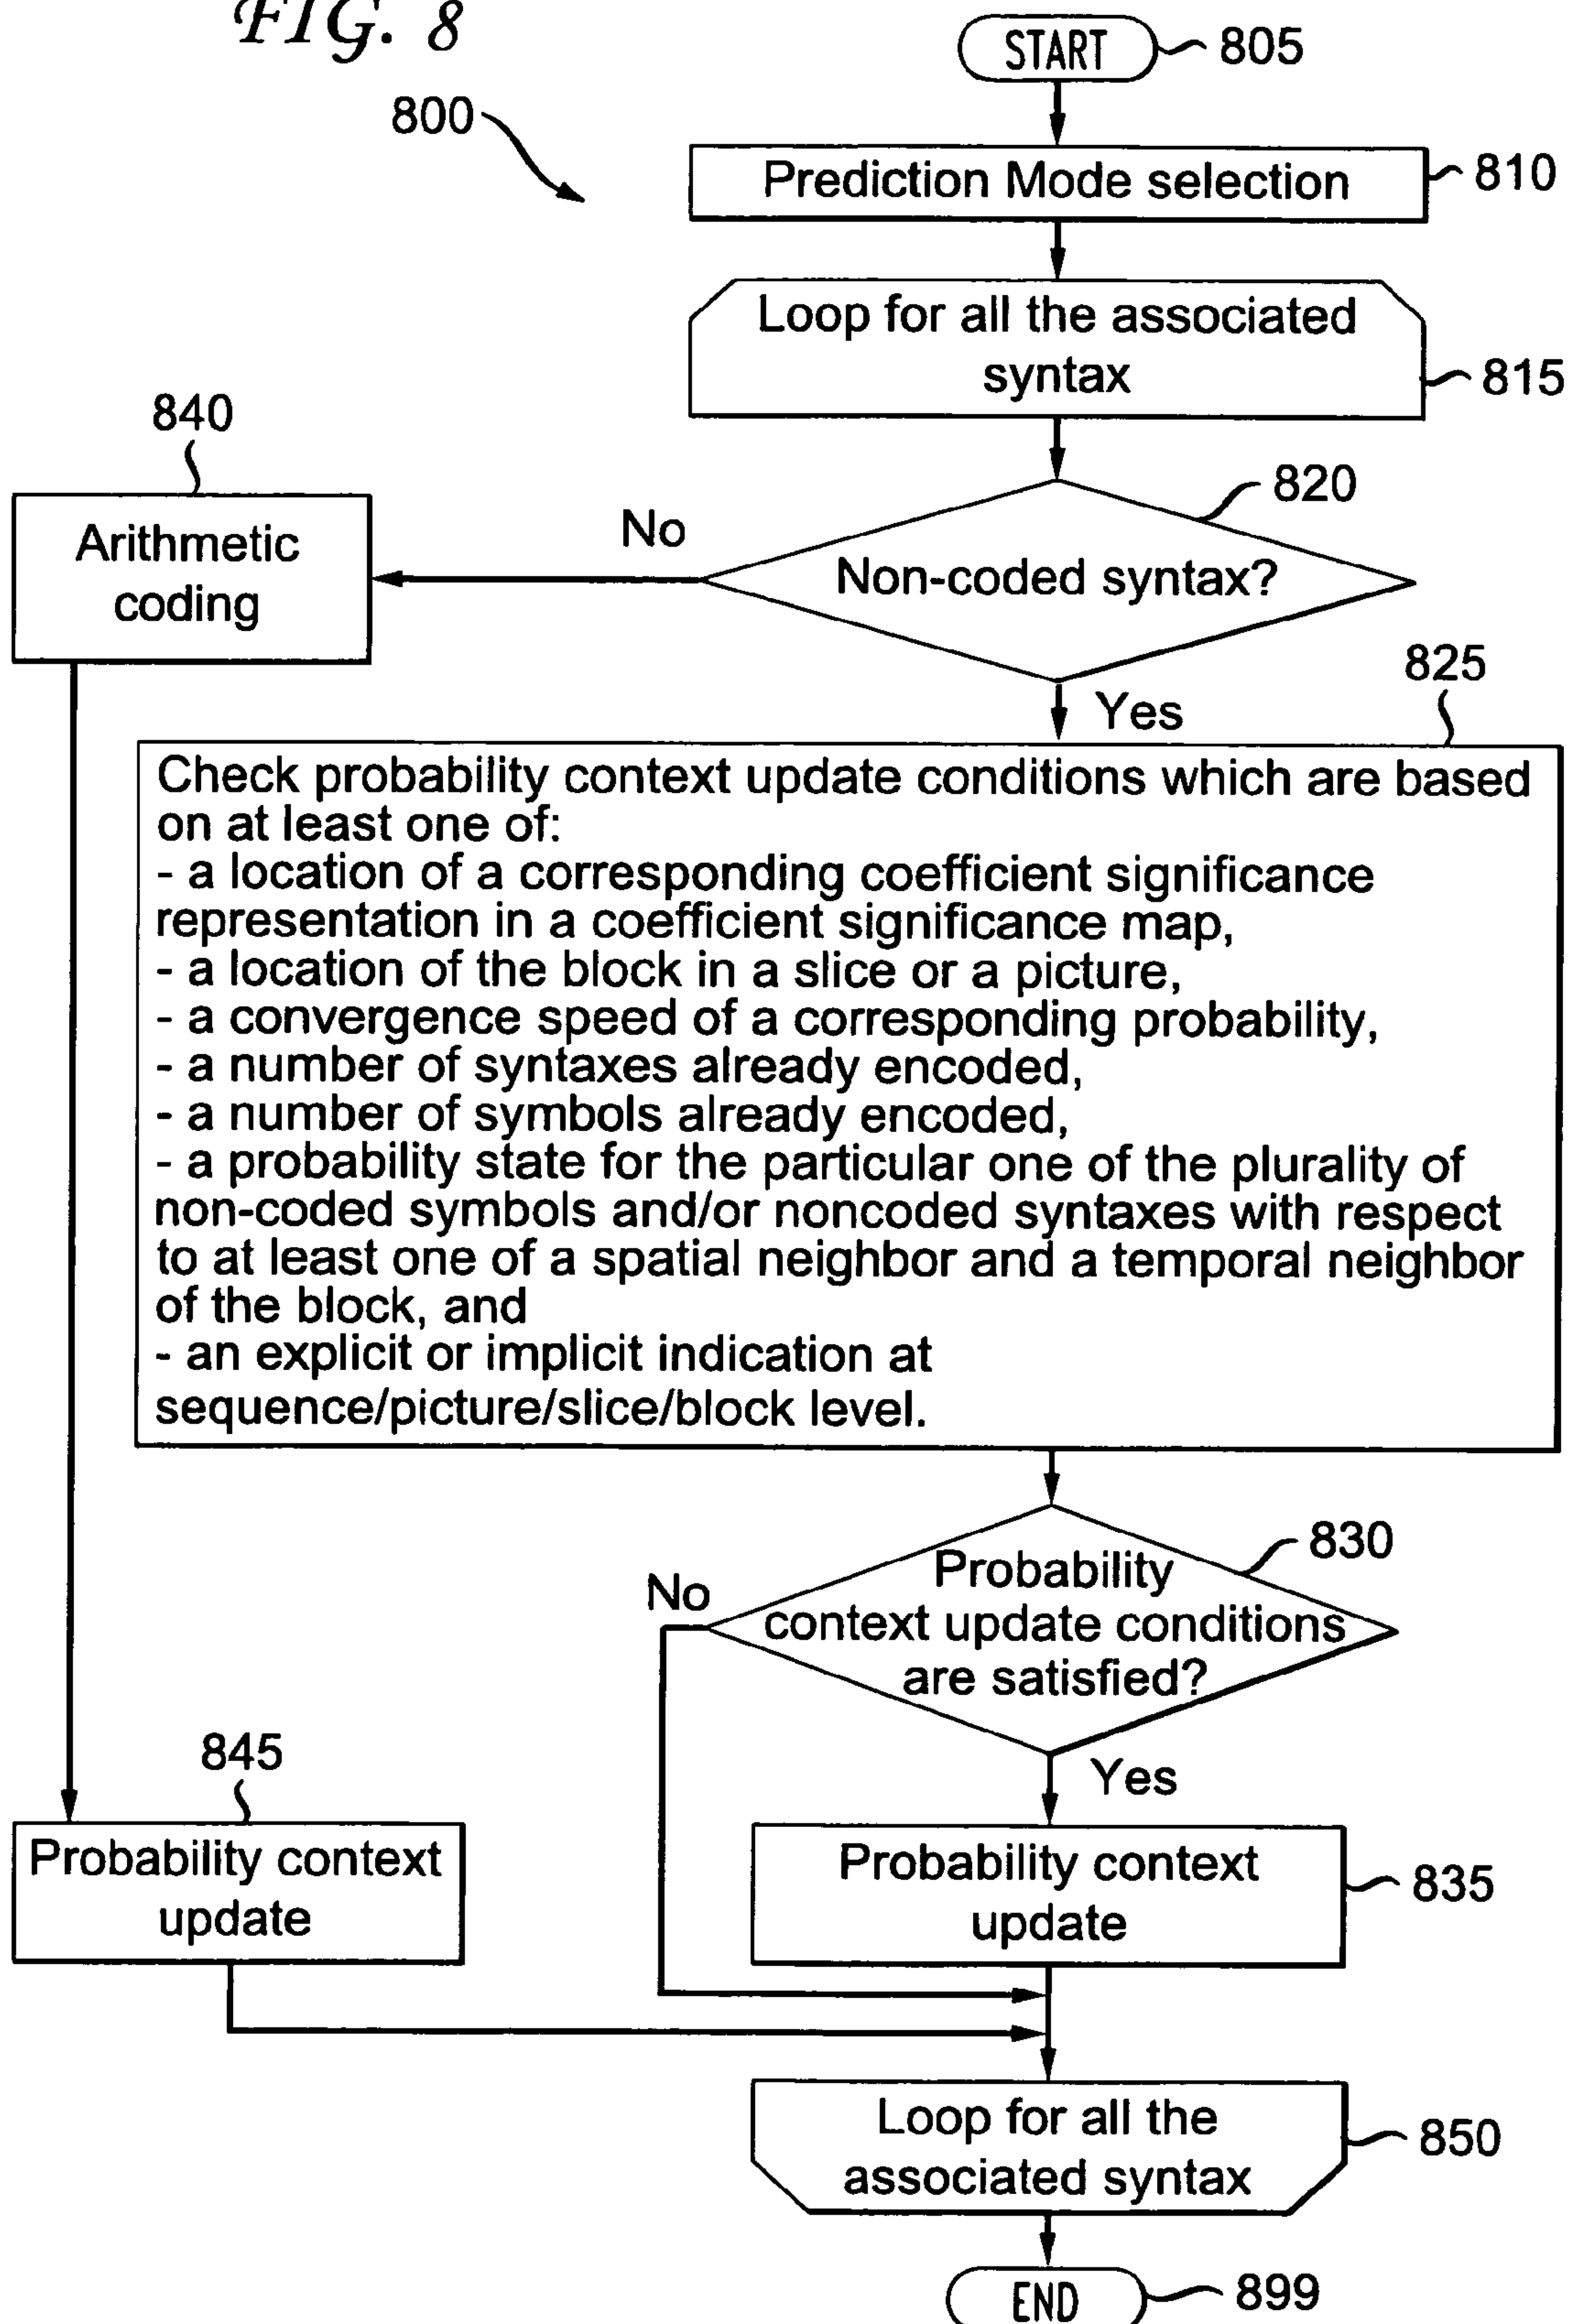 FIG. 8
START
805
800
Prediction Mode selection
810
Loop for all the associated
syntax
815
840
820
Arithmetic
coding
No
Non-coded syntax?
825
Yes
Check probability context update conditions which are based
on at least one of:
- a location of a corresponding coefficient significance
representation in a coefficient significance map,
- a location of the block in a slice or a picture,
- a convergence speed of a corresponding probability,
- a number of syntaxes already encoded,
- a number of symbols already encoded,
- a probability state for the particular one of the plurality of
non-coded symbols and/or noncoded syntaxes with respect
to at least one of a spatial neighbor and a temporal neighbor
of the block, and
- an explicit or implicit indication at
sequence/picture/slice/block level.
830
No
Probability
context update conditions
are satisfied?
845
Yes
Probability context
update
Probability context
update
835
Loop for all the
associated syntax
850
END
899